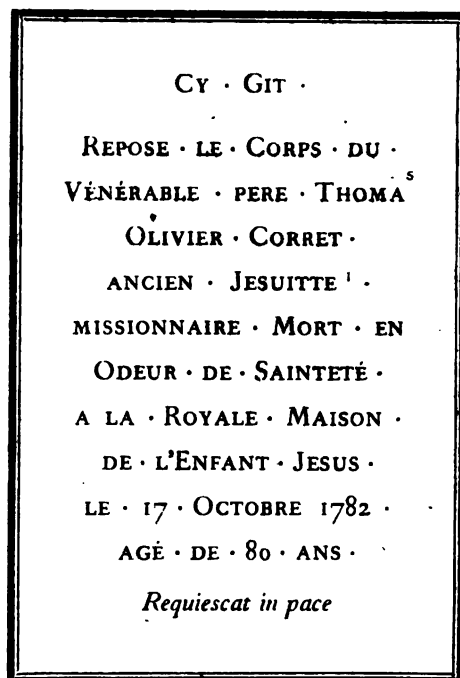 CY · GIT ·
REPOSE · LE · CORPS · DU ·
VÉNÉRABLE · PERE · THOMAˢ
OLIVIER · CORRET ·
ANCIEN · JESUITTE ¹ ·
MISSIONNAIRE · MORT · EN
ODEUR · DE · SAINTETÉ ·
A LA · ROYALE · MAISON ·
DE · L'ENFANT · JESUS ·
LE · 17 · OCTOBRE 1782 ·
AGÉ · DE · 80 · ANS ·
Requiescat in pace